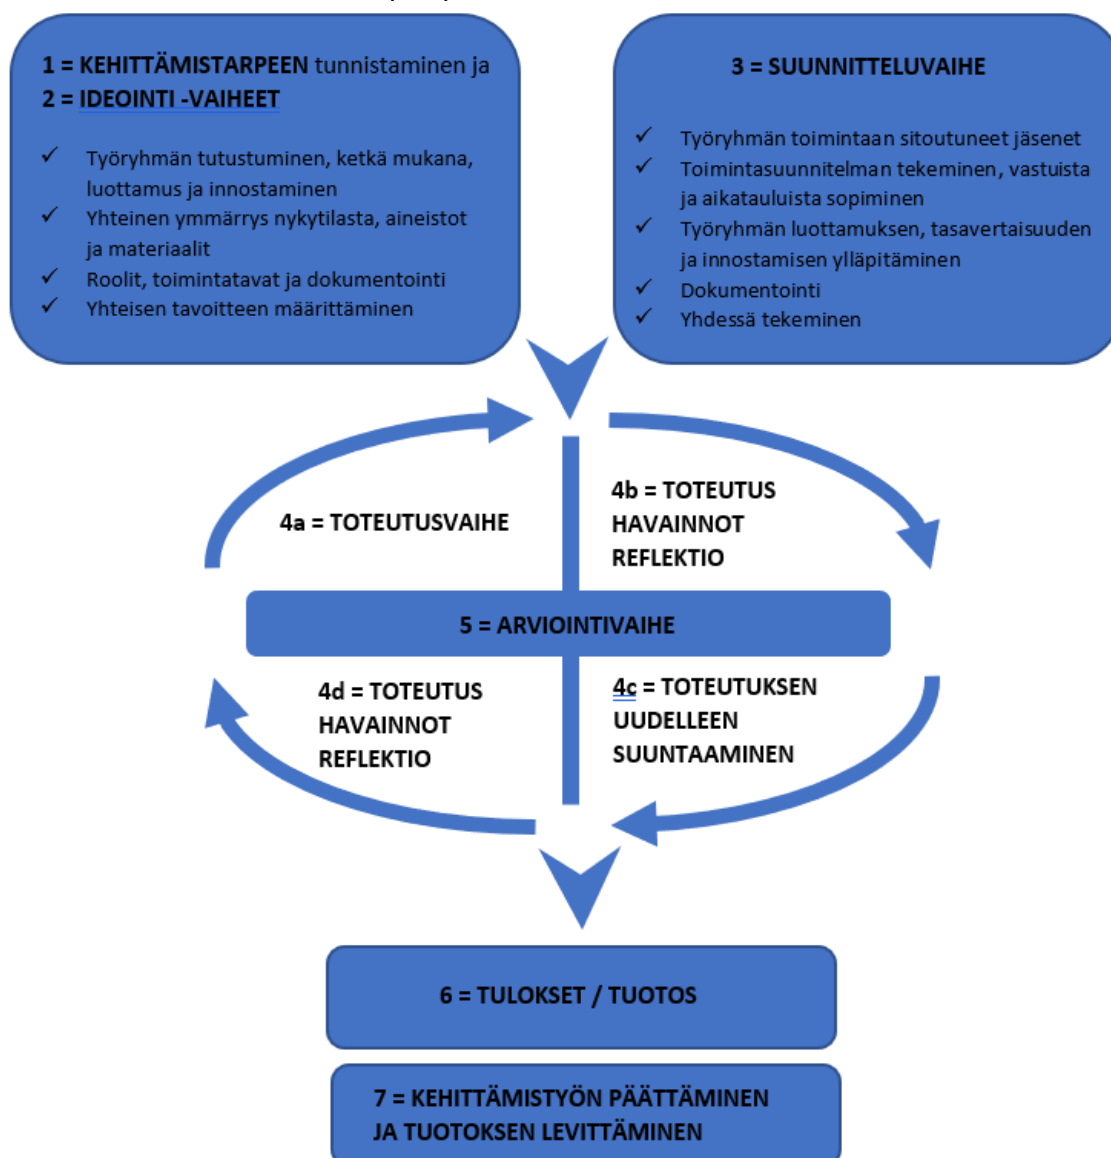 1 = KEHITTÄMISTARPEEN tunnistaminen ja
2 = IDEOINTI -VAIHEET
✓ Työryhmän tutustuminen, ketkä mukana,
luottamus ja innostaminen
✓ Yhteinen ymmärrys nykytilasta, aineistot
ja materiaalit
✓ Roolit, toimintatavat ja dokumentointi
✓ Yhteisen tavoitteen määrittäminen
3 = SUUNNITTELUVAIHE
✓ Työryhmän toimintaan sitoutuneet jäsenet
✓ Toimintasuunnitelman tekeminen, vastuista
ja aikatauluista sopiminen
✓ Työryhmän luottamuksen, tasavertaisuuden
ja innostamisen ylläpitäminen
✓ Dokumentointi
✓ Yhdessä tekeminen
4a = TOTEUTUSVAIHE
4b = TOTEUTUS
HAVAINNOT
REFLEKTIO
5 = ARVIOINTIVAIHE
4d = TOTEUTUS
HAVAINNOT
REFLEKTIO
4c = TOTEUTUKSEN
UUDELLEEN
SUUNTAAMINEN
6 = TULOKSET / TUOTOS
7 = KEHITTÄMISTYÖN PÄÄTTÄMINEN
JA TUOTOKSEN LEVITTÄMINEN